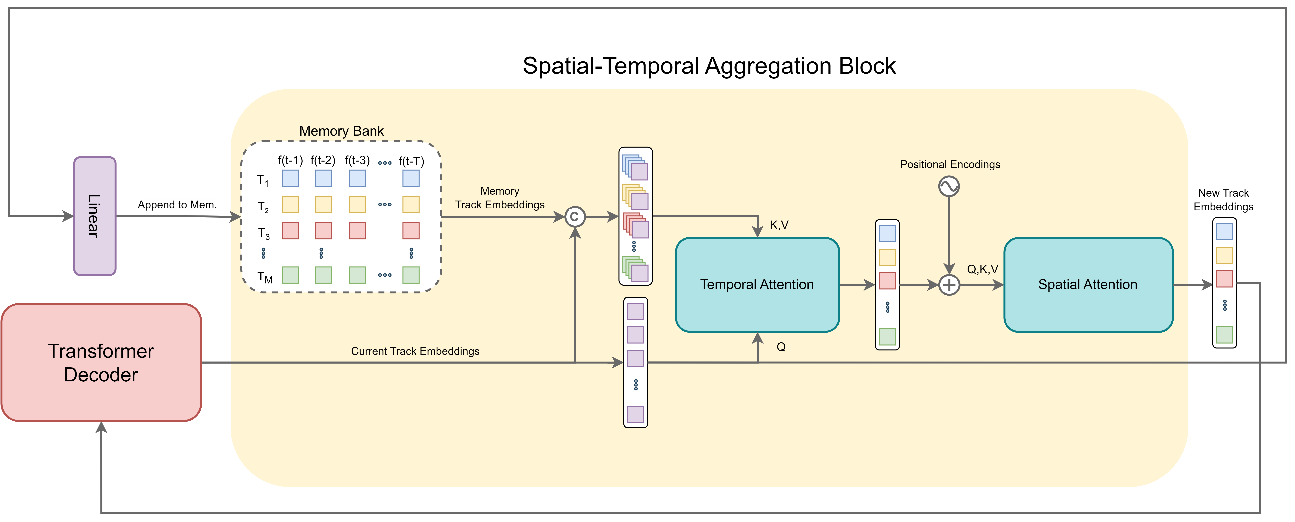 Spatial-Temporal Aggregation Block
Memory Bank
f(t-1) f(t-2) f(t-3) f(t-T)
T1
T2
T3
TM
Linear
Append to Mem.
Memory
Track Embeddings
C
K,V
Temporal Attention
Q
Positional Encodings
Q,K,V
Spatial Attention
New Track
Embeddings
Transformer
Decoder
Current Track Embeddings